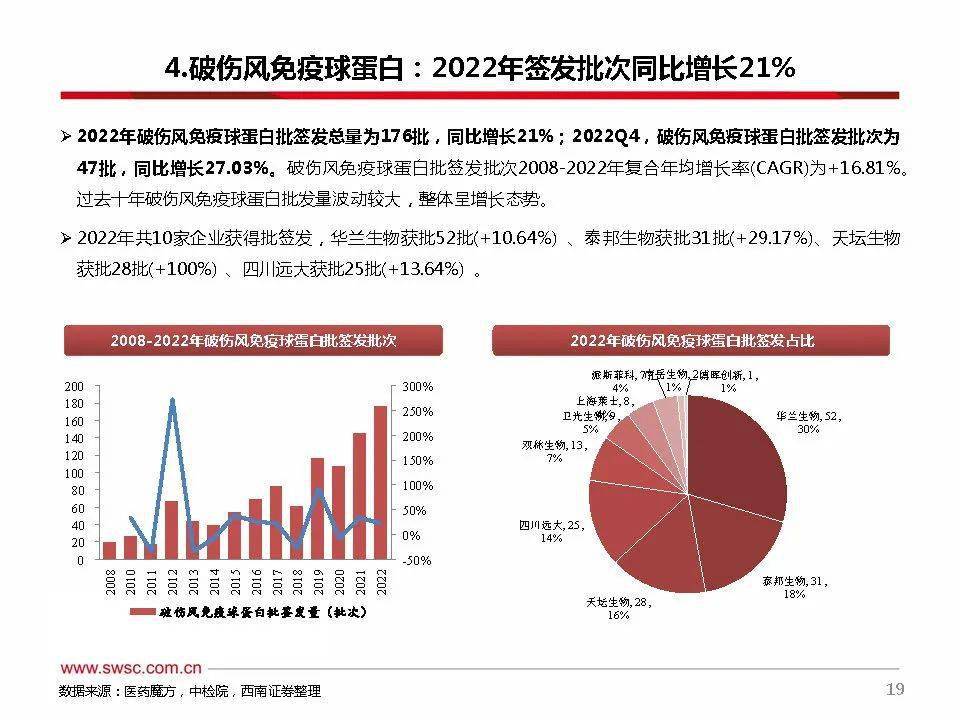 4.破伤风免疫球蛋白：2022年签发批次同比增长21%
➢ 2022年破伤风免疫球蛋白批签发总量为176批，同比增长21%；2022Q4，破伤风免疫球蛋白批签发批次为
47批，同比增长27.03%。破伤风免疫球蛋白批签发批次2008-2022年复合年均增长率(CAGR)为+16.81%。
过去十年破伤风免疫球蛋白批发量波动较大，整体呈增长态势。
➢ 2022年共10家企业获得批签发，华兰生物获批52批(+10.64%) 、泰邦生物获批31批(+29.17%)、天坛生物
获批28批(+100%) 、四川远大获批25批(+13.64%) 。
2008-2022年破伤风免疫球蛋白批签发批次
200
180
160
140
120
100
80
60
40
20
0
300%
250%
200%
150%
100%
50%
0%
-50%
2008
2010
2011
2012
2013
2014
2015
2016
2017
2018
2019
2020
2021
2022
破伤风免疫球蛋白批签发量（批次）
2022年破伤风免疫球蛋白批签发占比
派斯菲科, 7,
4%
南岳生物, 2,
1%
博晖创新, 1,
1%
上海莱士, 8,
卫光生物, 9,
5%
双林生物, 13,
7%
四川远大, 25,
14%
天坛生物, 28,
16%
泰邦生物, 31,
18%
华兰生物, 52,
30%
www.swsc.com.cn
数据来源：医药魔方，中检院，西南证券整理
19